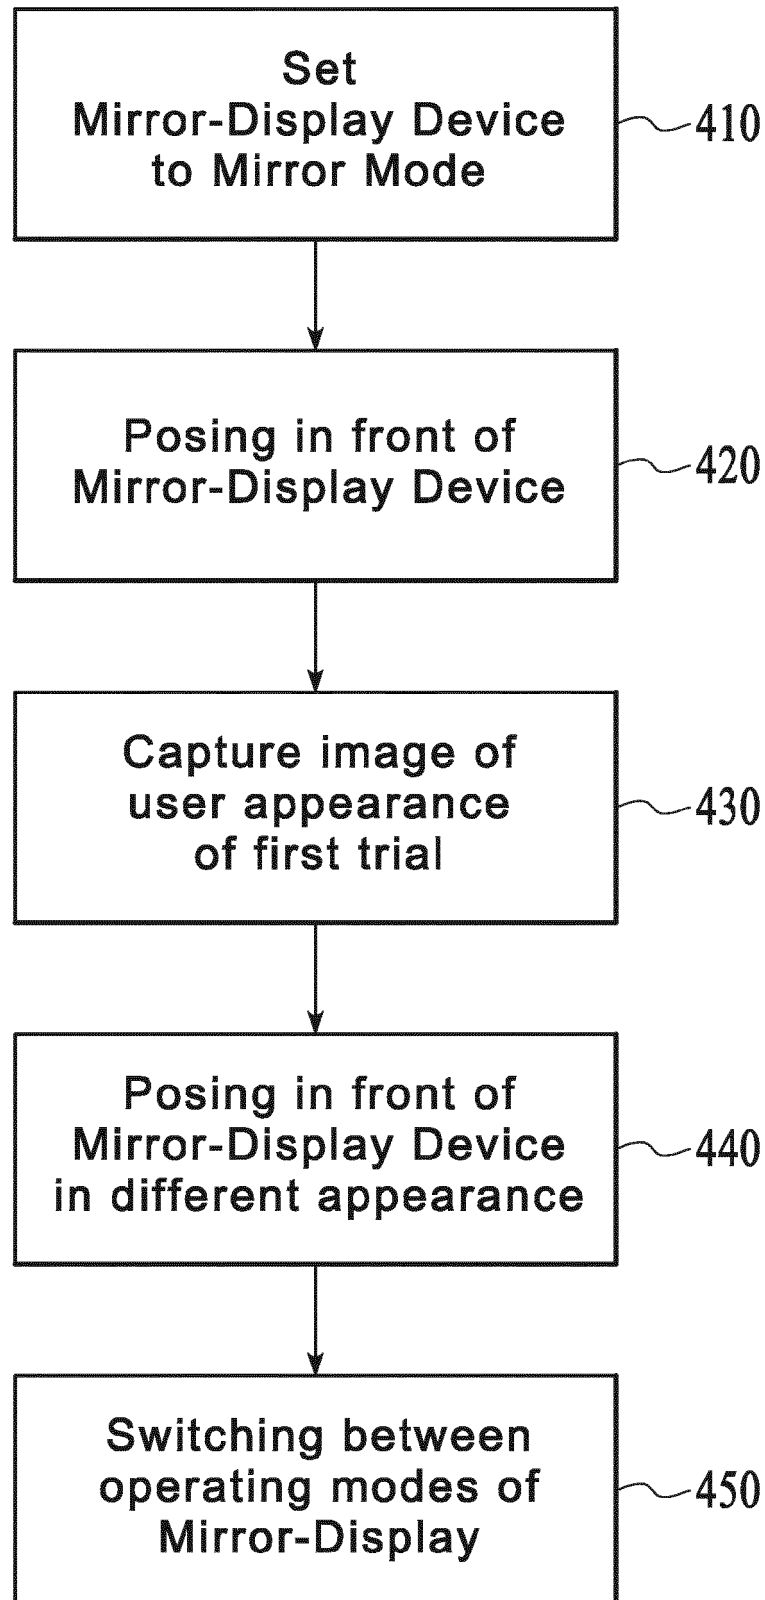 Set
Mirror-Display Device
to Mirror Mode
410
Posing in front of
Mirror-Display Device
420
Capture image of
user appearance
of first trial
430
Posing in front of
Mirror-Display Device
in different appearance
440
Switching between
operating modes of
Mirror-Display
450